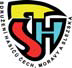 SDRUŽENÍ HASIČŮ ČECH, MORAVY A SLEZSKA
SH